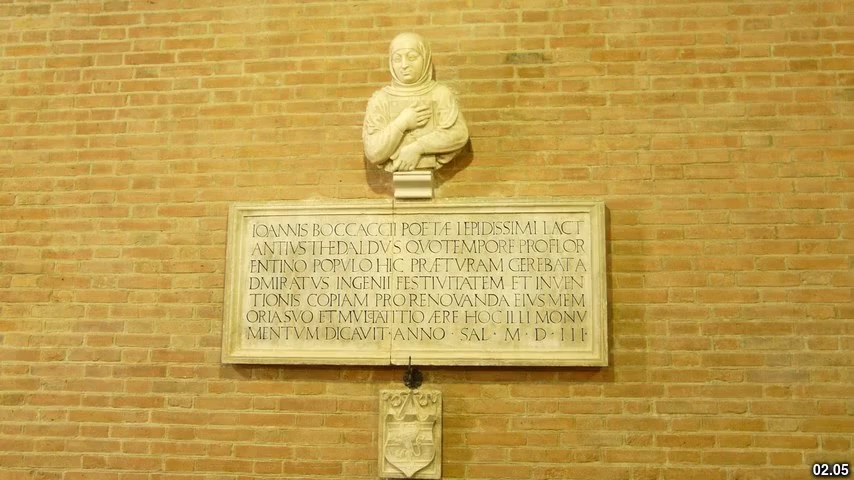 IOANNIS BOCCACCII POETÆ LEPIDISSIMI LACT
ANTIVS THEDALDVS QVO TEMPORE PRO FLOR
ENTINO POPVLO HIC PRÆTVRAM GEREBAT A
DMIRATVS INGENII FESTIVITATEM ET INVEN
TIONIS COPIAM PRO RENOVANDA EIVS MEM
ORIA SVO ET MVLTATITIO ÆRE HOC ILLI MONV
MENTVM DICAVIT · ANNO · SAL · M · D · III ·
02.05